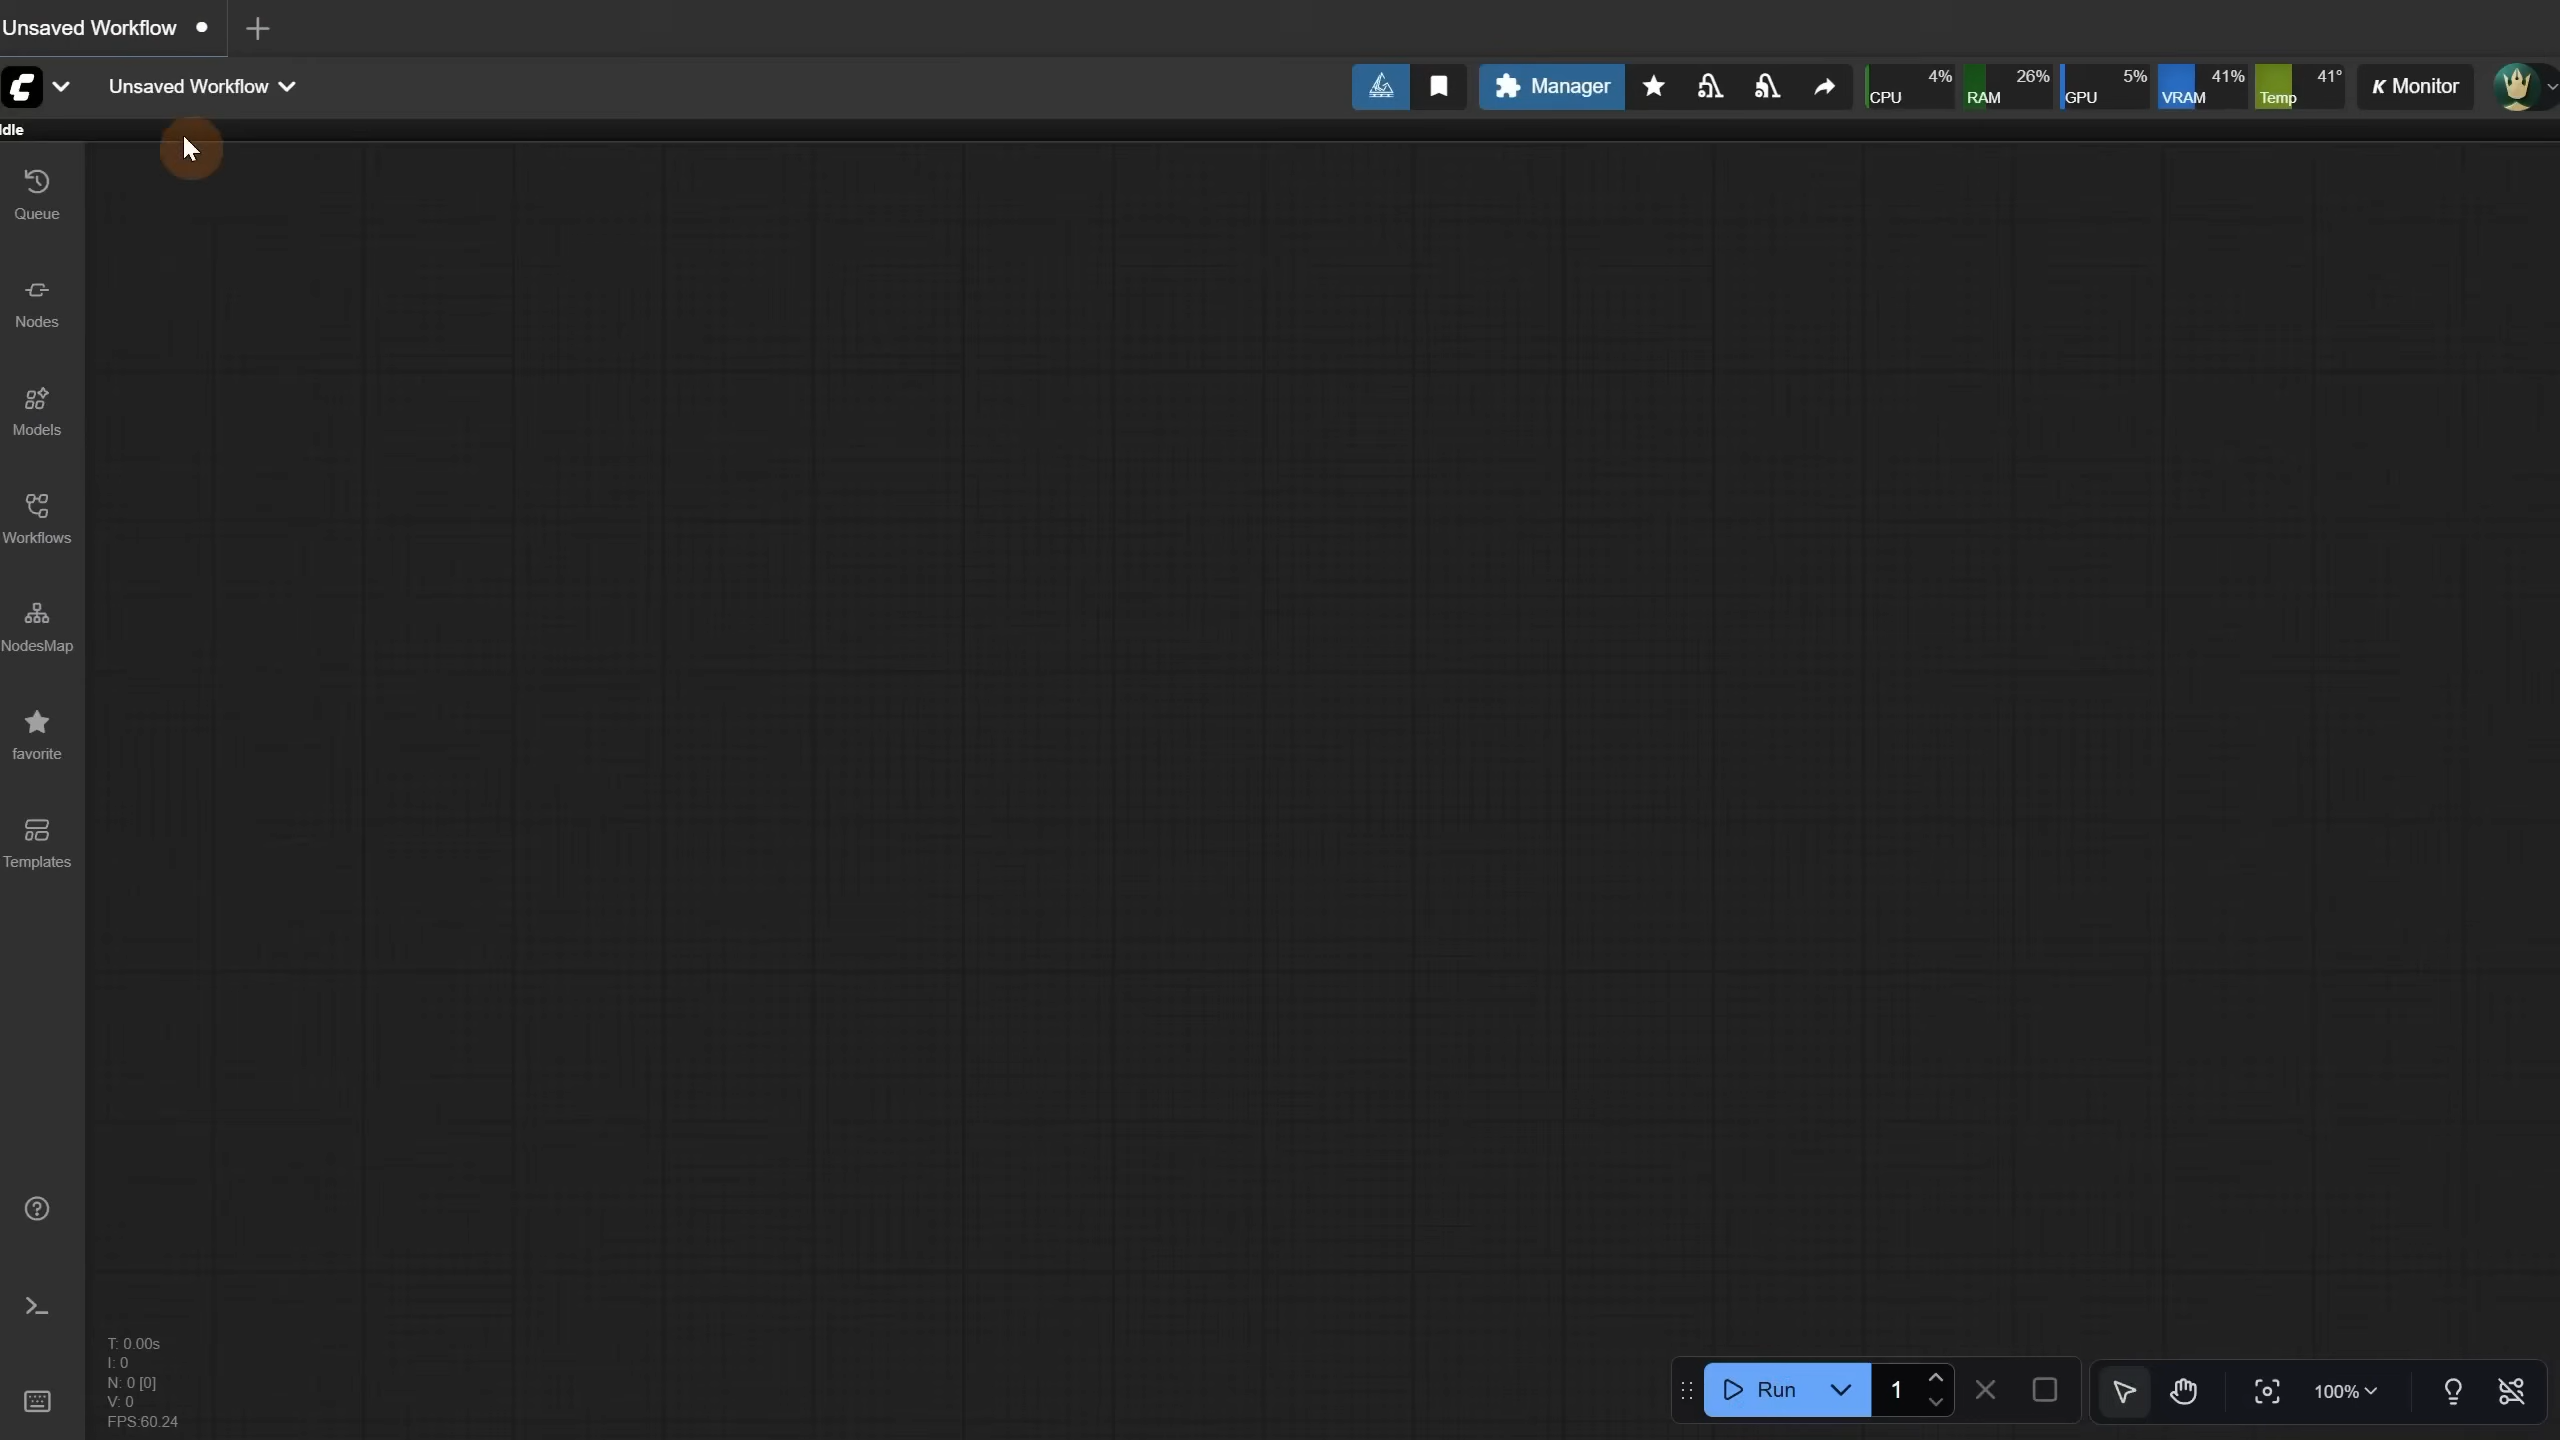 Unsaved Workflow
Unsaved Workflow
Manager
4%
CPU
26%
RAM
5%
GPU
41%
VRAM
41°
Temp
K Monitor
dle
Queue
Nodes
Models
Workflows
NodesMap
favorite
Templates
T: 0.00s
I: 0
N: 0 [0]
V: 0
FPS:60.24
Run
1
100%